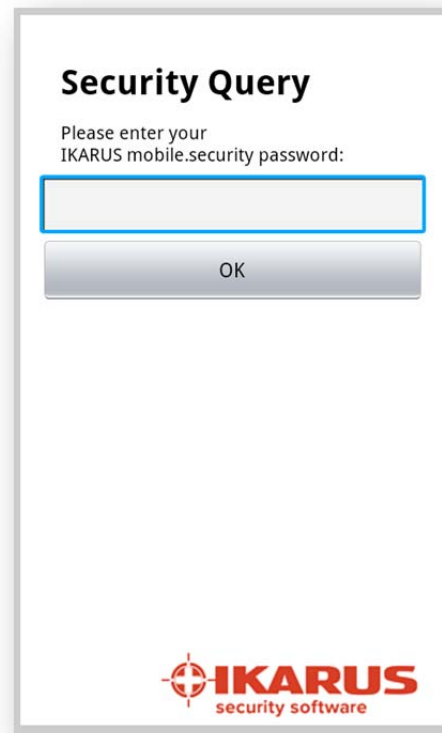 Security Query
Please enter your
IKARUS mobile.security password:
OK
IKARUS
security software